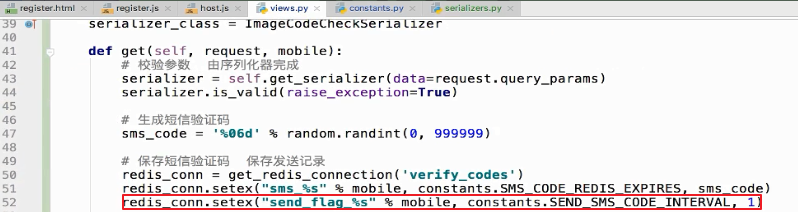 register.html × register.js × host.js × views.py × constants.py × serializers.py ×
39 serializer_class = ImageCodeCheckSerializer
40
41 def get(self, request, mobile):
42 # 校验参数 由序列化器完成
43 serializer = self.get_serializer(data=request.query_params)
44 serializer.is_valid(raise_exception=True)
45
46 # 生成短信验证码
47 sms_code = '%06d' % random.randint(0, 999999)
48
49 # 保存短信验证码 保存发送记录
50 redis_conn = get_redis_connection('verify_codes')
51 redis_conn.setex("sms_%s" % mobile, constants.SMS_CODE_REDIS_EXPIRES, sms_code)
52 redis_conn.setex("send_flag_%s" % mobile, constants.SEND_SMS_CODE_INTERVAL, 1)